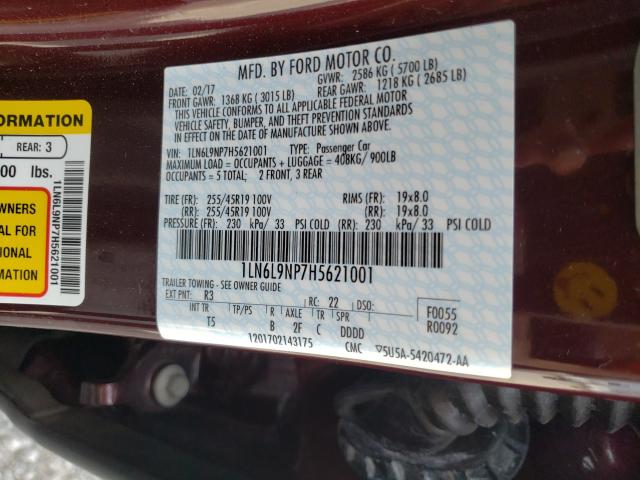 MFD. BY FORD MOTOR CO.
02/17 GVWR: 2586 KG ( 5700 LB)
FRONT GAWR: 1368 KG ( 3015 LB) REAR GAWR: 1218 KG ( 2685 LB)
THIS VEHICLE CONFORMS TO ALL APPLICABLE FEDERAL MOTOR
VEHICLE SAFETY, BUMPER, AND THEFT PREVENTION STANDARDS
IN EFFECT ON THE DATE OF MANUFACTURE SHOWN ABOVE.
VIN: 1LN6L9NP7H5621001 TYPE: Passenger Car
MAXIMUM LOAD = OCCUPANTS + LUGGAGE = 408KG/900LB
OCCUPANTS = 5 TOTAL; 2 FRONT, 3 REAR
TIRE (FR): 255/45R19 100V RIMS (FR): 19x8.0
(RR): 255/45R19 100V (RR): 19x8.0
PRESSURE (FR): 230 kPa/ 33 PSI COLD (RR): 230 kPa/ 33 PSI COLD
1LN6L9NP7H5621001
TRAILER TOWING - SEE OWNER GUIDE
EXT PNT: R3 RC: 22 DSO: F0055
INT TR TP/PS R AXLE TR SPR R0092
T5 B 2F C DDDD
1201702143175 CMC ▽5U5A-5420472-AA
FORMATION
REAR: 3
00 lbs.
WNERS
AL FOR
ITIONAL
RMATION
1LN6L9NP7H5621001